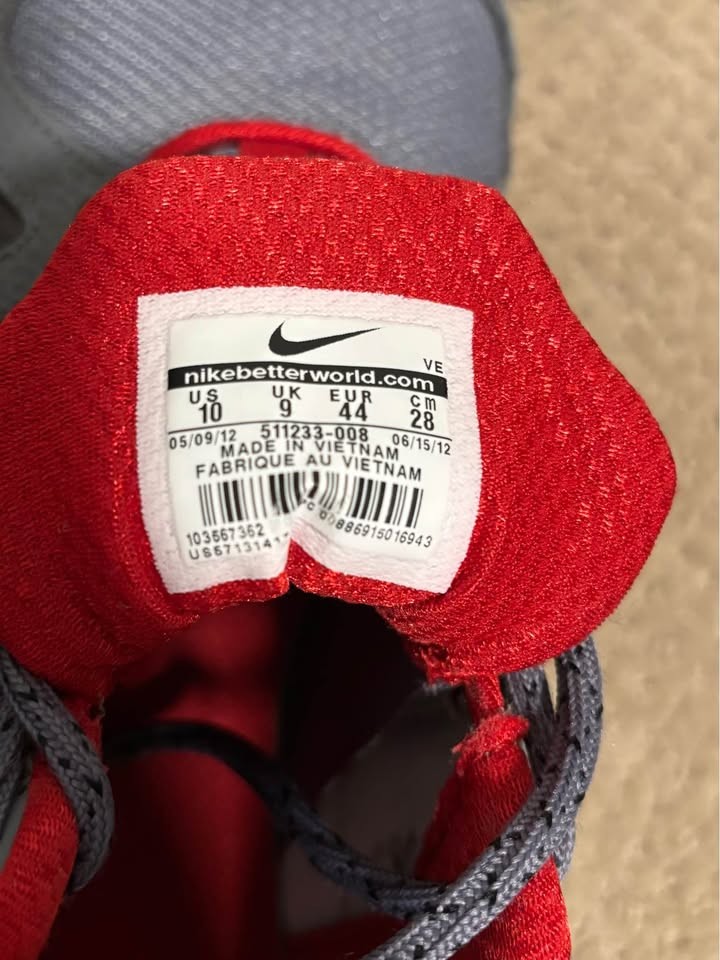 VE
nikebetterworld.com
US UK EUR cm
10 9 44 28
05/09/12 511233-008 06/15/12
MADE IN VIETNAM
FABRIQUE AU VIETNAM
103667362
00886915016943